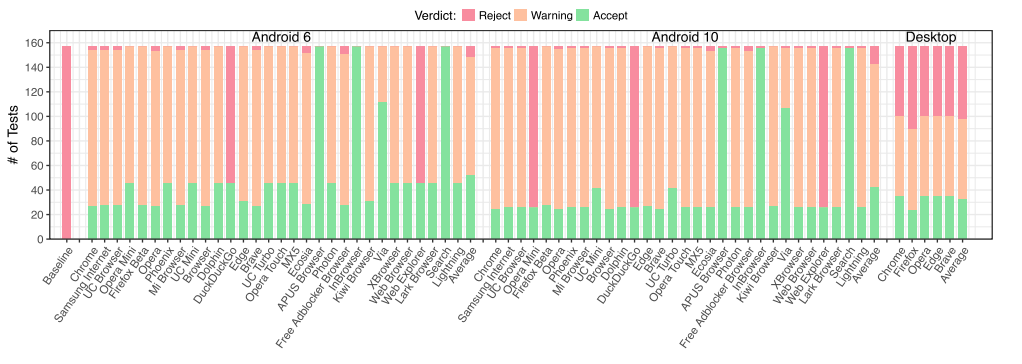 Verdict: Reject Warning Accept
Android 6 Android 10 Desktop
# of Tests
160
140
120
100
80
60
40
20
0
Baseline
Chrome
Samsung Internet
UC Browser
Opera Mini
Firefox Beta
Opera
Phoenix
Mi Browser
UC Mini
Browser
Dolphin
DuckDuckGo
Edge
Brave
UC Turbo
Opera Touch
MX5
Ecosia
APUS Browser
Photon
Browser
InBrowser
Free Adblocker Browser
Kiwi Browser
Via
XBrowser
Web Browser
Web Explorer
Lark Browser
Search
Lightning
Average
Chrome
Samsung Internet
UC Browser
Opera Mini
Firefox Beta
Opera
Phoenix
Mi Browser
UC Mini
Browser
Dolphin
DuckDuckGo
Edge
Brave
UC Turbo
Opera Touch
MX5
Ecosia
APUS Browser
Photon
Free Adblocker Browser
InBrowser
Kiwi Browser
Via
XBrowser
Web Browser
Web Explorer
Lark Browser
Search
Lightning
Average
Chrome
Firefox
Opera
Edge
Brave
Average